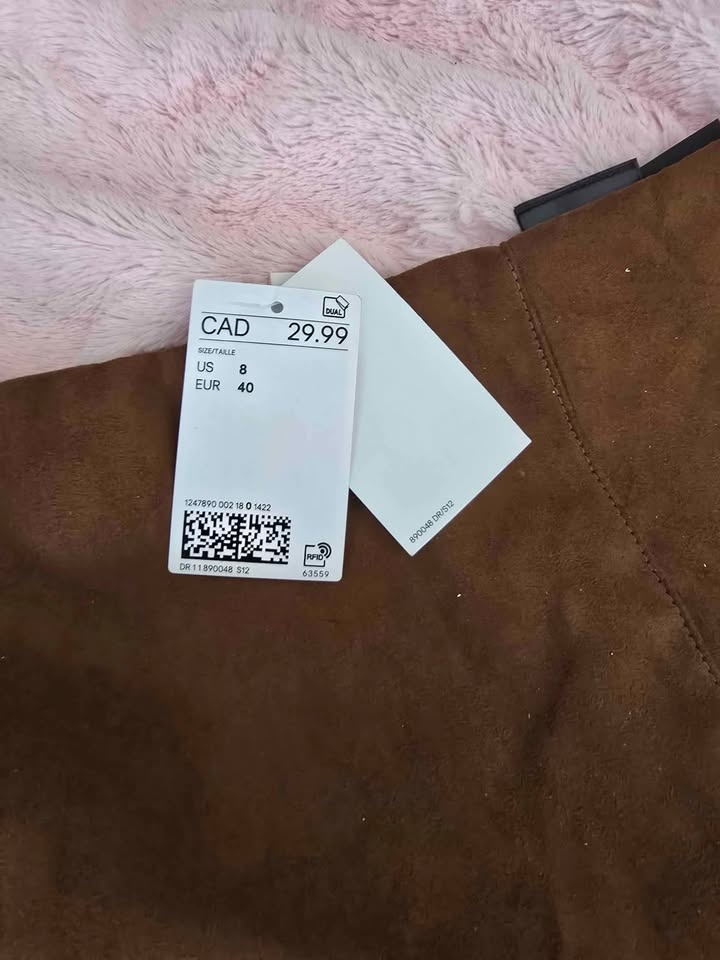 DUAL
CAD 29.99
SIZE/TAILLE
US 8
EUR 40
1247890 002 18 0 1422
RFID
DR 11 890048 S12
63559
890048 DR/S12